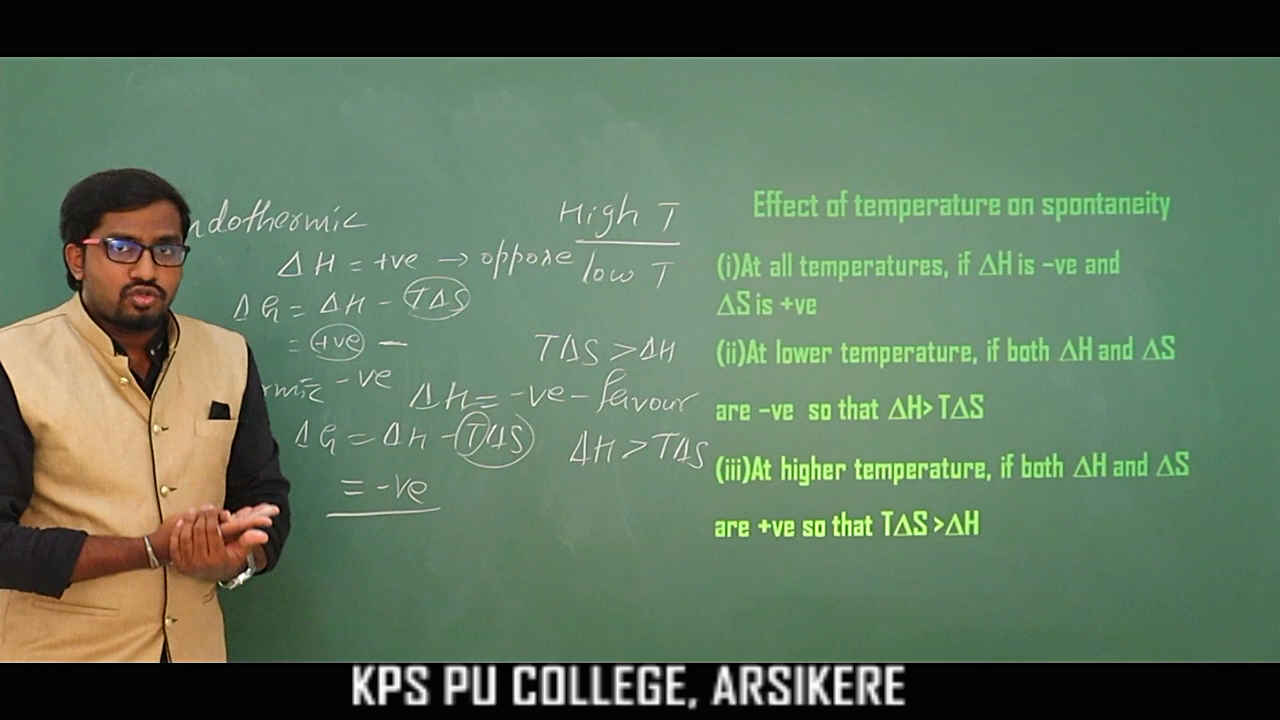 ndothermic
High T
ΔH = +ve → oppose
low T
ΔG = ΔH - TΔS
= +ve -
TΔS > ΔH
rmic = -ve
ΔH = -ve - favour
ΔG = ΔH - TΔS
ΔH > TΔS
= -ve
Effect of temperature on spontaneity
(i)At all temperatures, if ΔH is –ve and
ΔS is +ve
(ii)At lower temperature, if both ΔH and ΔS
are –ve so that ΔH> TΔS
(iii)At higher temperature, if both ΔH and ΔS
are +ve so that TΔS >ΔH
KPS PU COLLEGE, ARSIKERE